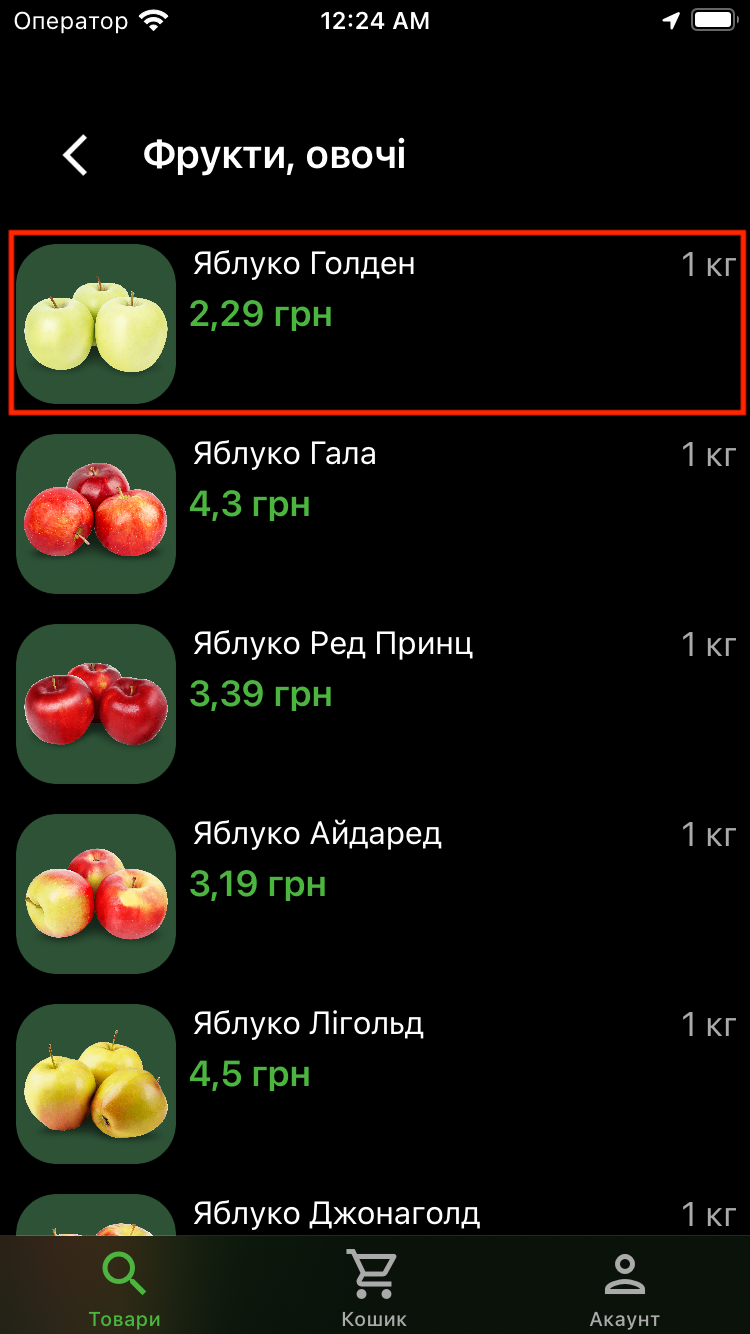 Оператор 12:24 AM
Фрукти, овочі
Яблуко Голден 1 кг
2,29 грн
Яблуко Гала 1 кг
4,3 грн
Яблуко Ред Принц 1 кг
3,39 грн
Яблуко Айдаред 1 кг
3,19 грн
Яблуко Лігольд 1 кг
4,5 грн
Яблуко Джонаголд 1 кг
Товари Кошик Акаунт